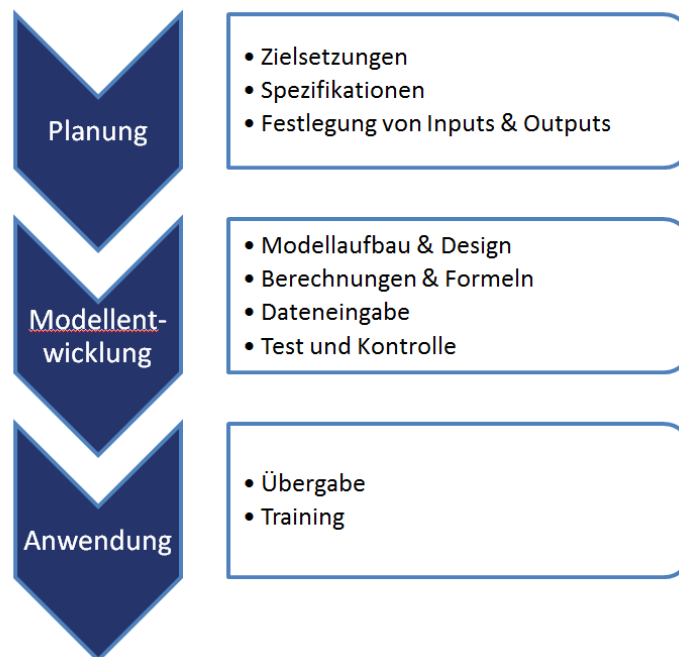 Planung
• Zielsetzungen
• Spezifikationen
• Festlegung von Inputs & Outputs
Modellent-
wicklung
• Modellaufbau & Design
• Berechnungen & Formeln
• Dateneingabe
• Test und Kontrolle
Anwendung
• Übergabe
• Training